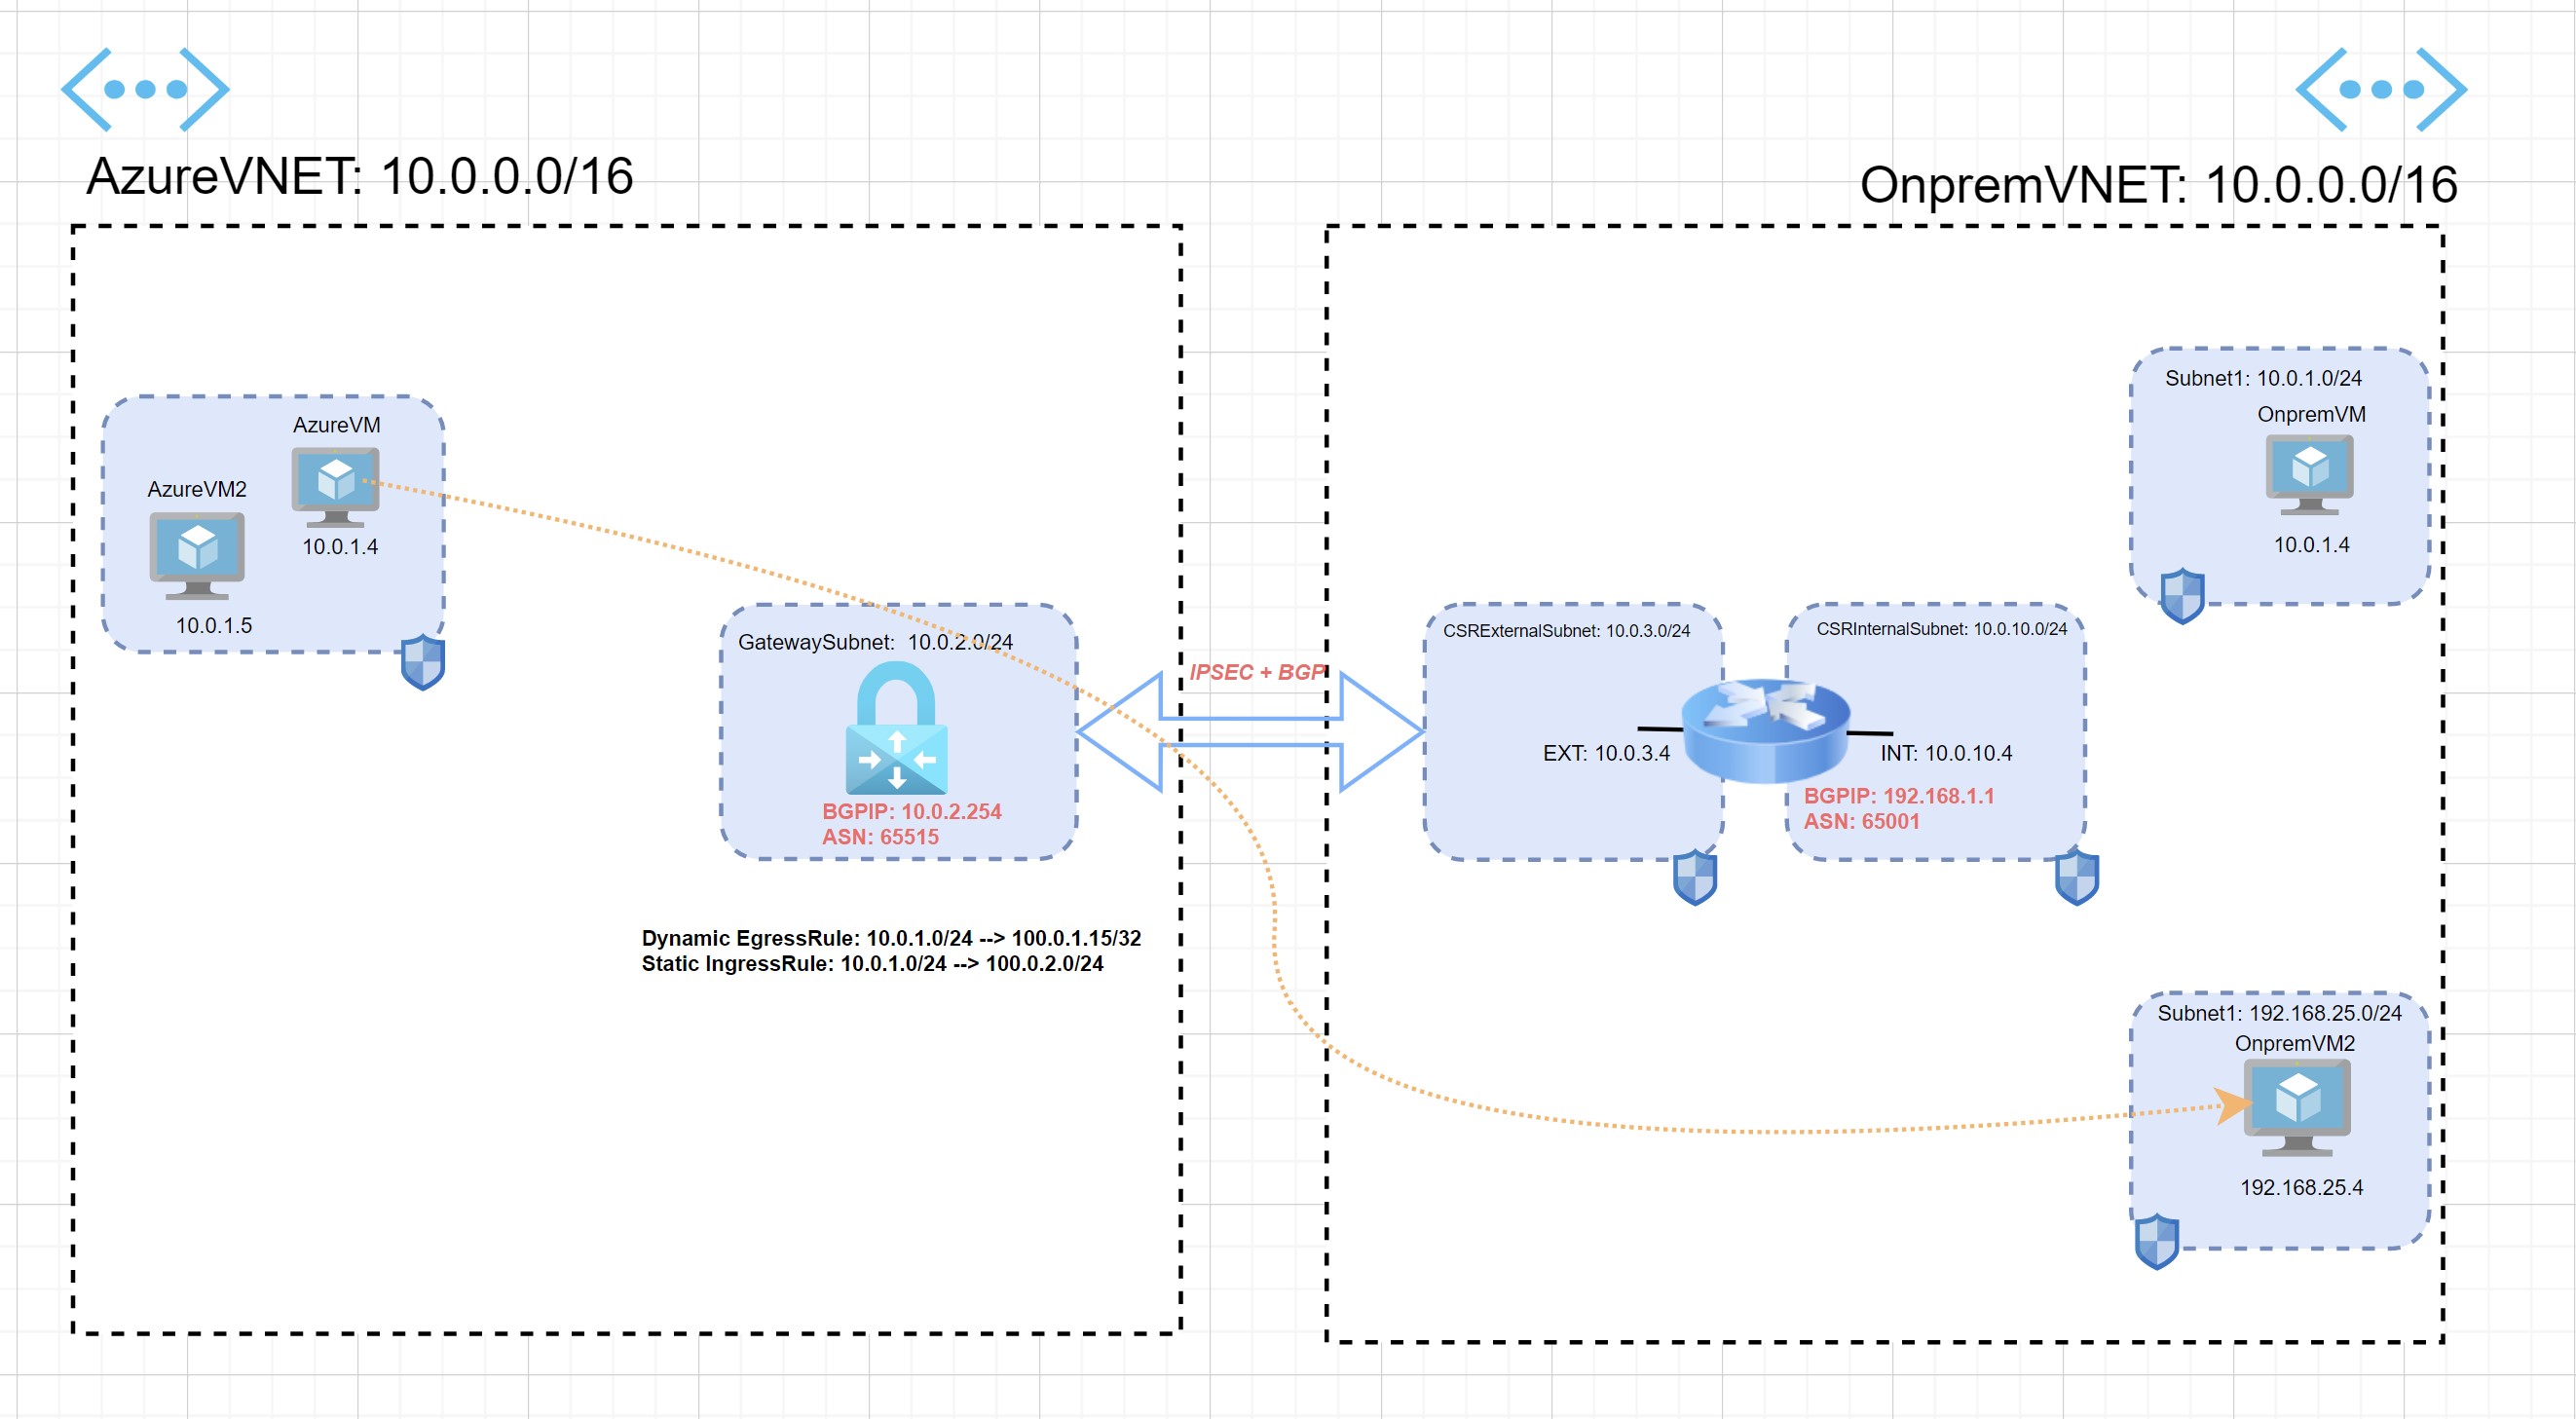 AzureVNET: 10.0.0.0/16
OnpremVNET: 10.0.0.0/16
AzureVM
10.0.1.4
AzureVM2
10.0.1.5
GatewaySubnet: 10.0.2.0/24
BGPIP: 10.0.2.254
ASN: 65515
Dynamic EgressRule: 10.0.1.0/24 --> 100.0.1.15/32
Static IngressRule: 10.0.1.0/24 --> 100.0.2.0/24
IPSEC + BGP
CSRExternalSubnet: 10.0.3.0/24
EXT: 10.0.3.4
CSRInternalSubnet: 10.0.10.0/24
INT: 10.0.10.4
BGPIP: 192.168.1.1
ASN: 65001
Subnet1: 10.0.1.0/24
OnpremVM
10.0.1.4
Subnet1: 192.168.25.0/24
OnpremVM2
192.168.25.4